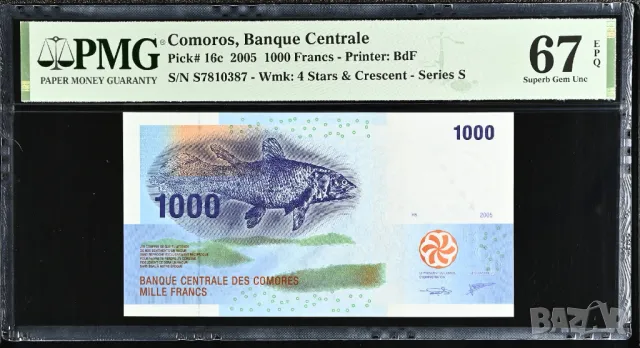 PMG
PAPER MONEY GUARANTY
Comoros, Banque Centrale
Pick# 16c 2005 1000 Francs - Printer: BdF
S/N S7810387 - Wmk: 4 Stars & Crescent - Series S
67 EPQ
Superb Gem Unc
1000
1000
2005
BANQUE CENTRALE DES COMORES
MILLE FRANCS
BAZAR